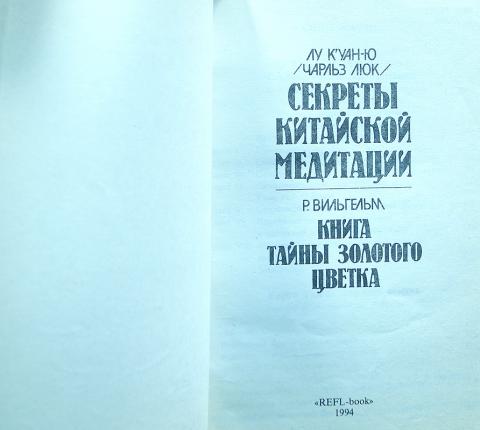 ЛУ К'УАН-Ю
/ЧАРЛЬЗ ЛЮК/
СЕКРЕТЫ
КИТАЙСКОЙ
МЕДИТАЦИИ
Р. ВИЛЬГЕЛЬМ
КНИГА
ТАЙНЫ ЗОЛОТОГО
ЦВЕТКА
«REFL-book»
1994